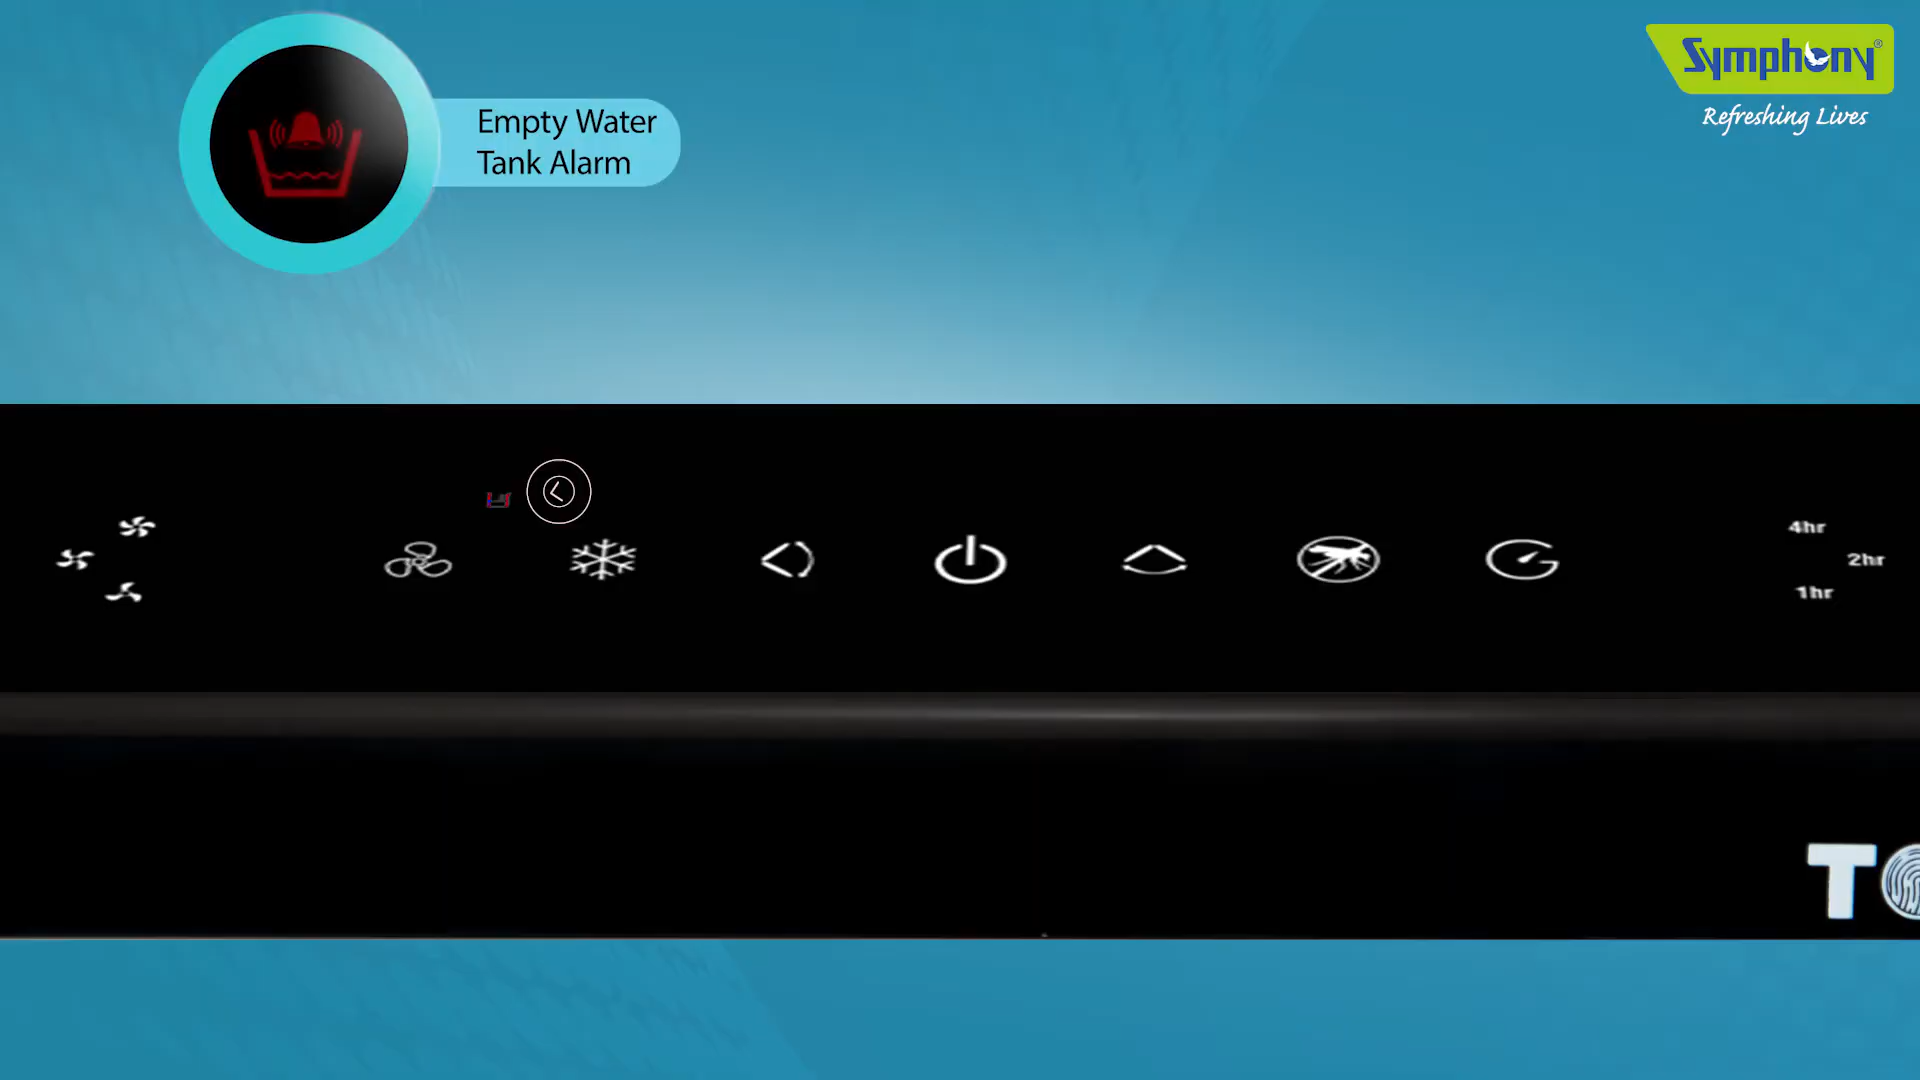 Symphony®
Refreshing Lives
Empty Water
Tank Alarm
4hr
2hr
1hr